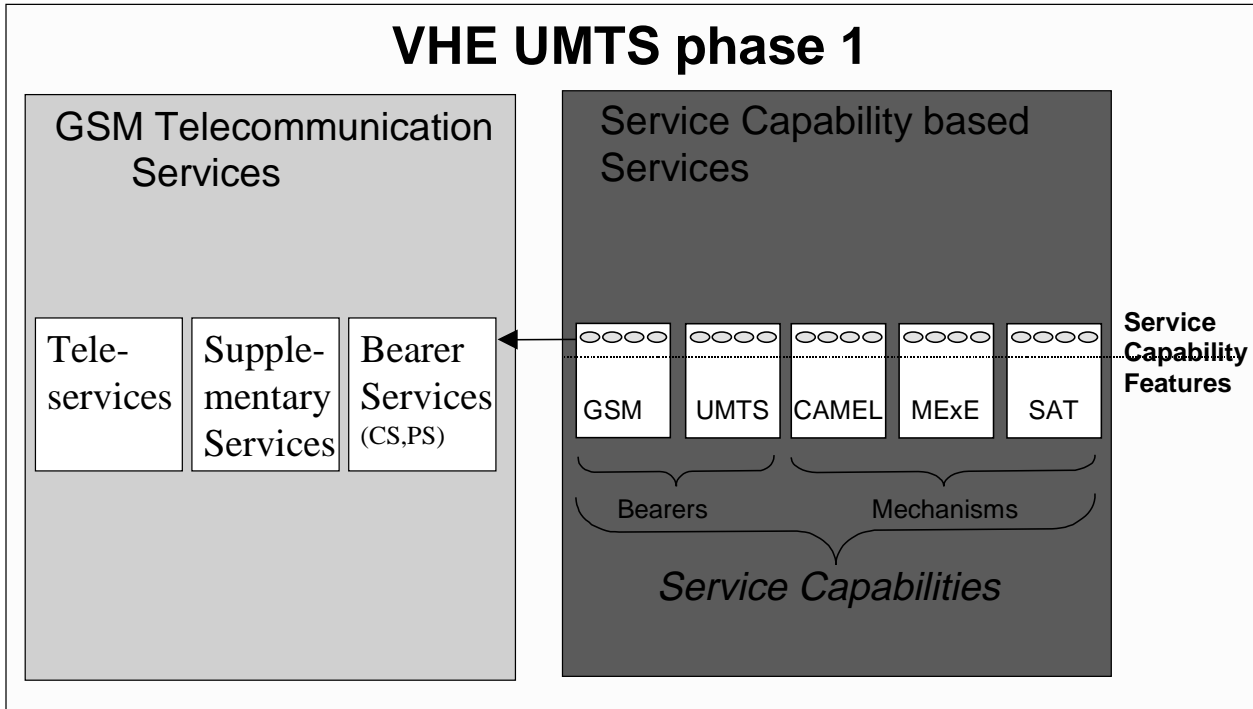 VHE UMTS phase 1
GSM Telecommunication
Services
Service Capability based
Services
Tele-
services
Supple-
mentary
Services
Bearer
Services
(CS,PS)
GSM
UMTS
CAMEL
MExE
SAT
Service
Capability
Features
Bearers
Mechanisms
Service Capabilities